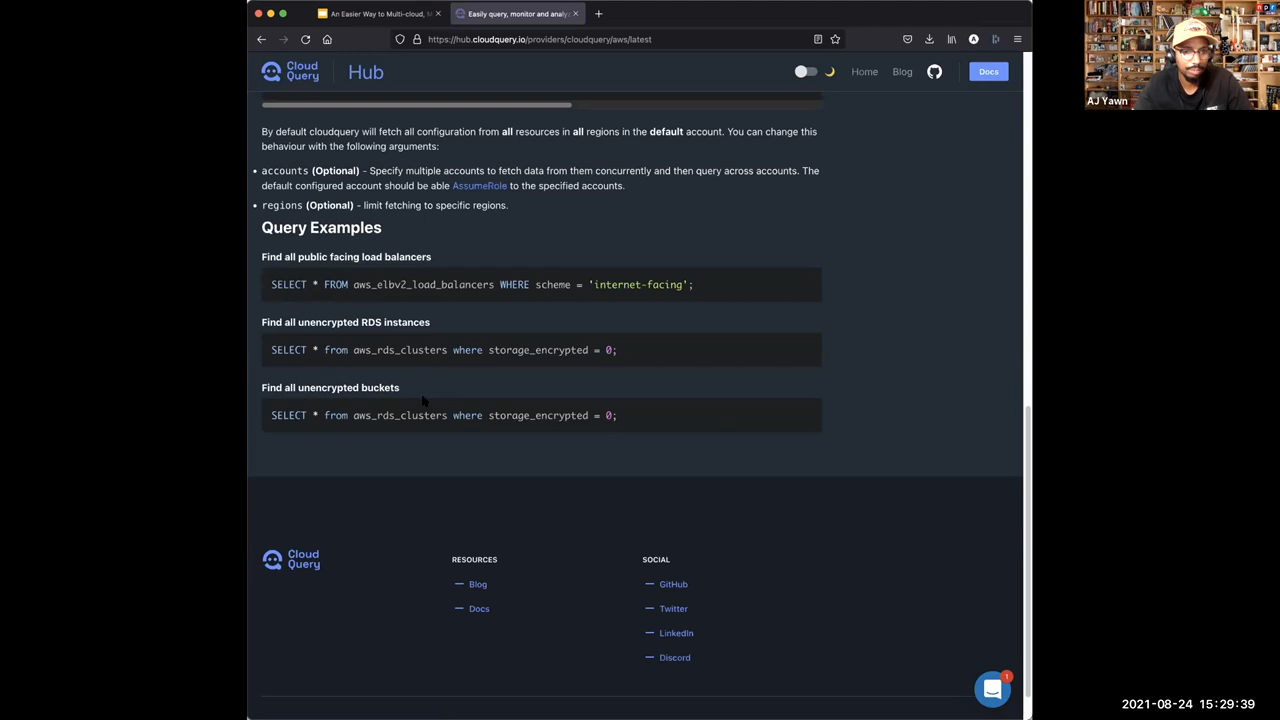 An Easier Way to Multi-cloud,
Easily query, monitor and analyz
https://hub.cloudquery.io/providers/cloudquery/aws/latest
Cloud Query
Hub
Home
Blog
Docs
By default cloudquery will fetch all configuration from all resources in all regions in the default account. You can change this
behaviour with the following arguments:
• accounts (Optional) - Specify multiple accounts to fetch data from them concurrently and then query across accounts. The
default configured account should be able AssumeRole to the specified accounts.
• regions (Optional) - limit fetching to specific regions.
Query Examples
Find all public facing load balancers
SELECT * FROM aws_elbv2_load_balancers WHERE scheme = 'internet-facing';
Find all unencrypted RDS instances
SELECT * from aws_rds_clusters where storage_encrypted = 0;
Find all unencrypted buckets
SELECT * from aws_rds_clusters where storage_encrypted = 0;
Cloud
Query
RESOURCES
Blog
Docs
SOCIAL
GitHub
Twitter
LinkedIn
Discord
1
AJ Yawn
npr
2021-08-24 15:29:39